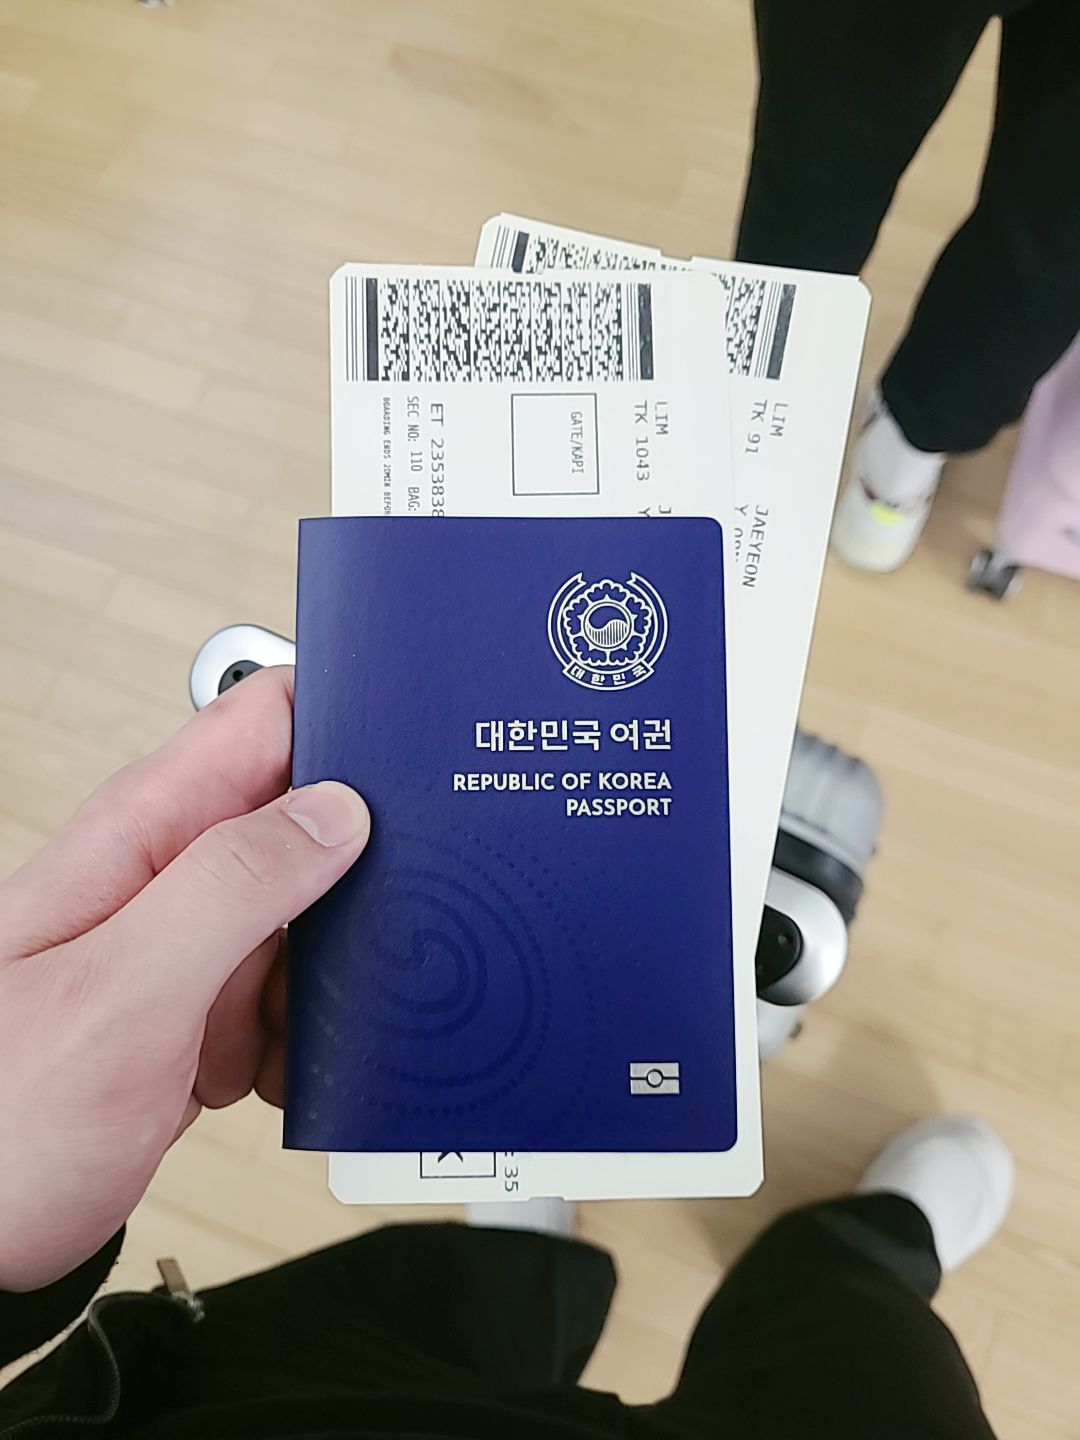 LIM JAEYEON
TK 91 Y
LIM J
TK 1043 Y
GATE/KAPI
ET 2353838
SEC NO: 110 BAG:
BOARDING ENDS 20MIN BEFOR
대한민국
대한민국 여권
REPUBLIC OF KOREA
PASSPORT
35